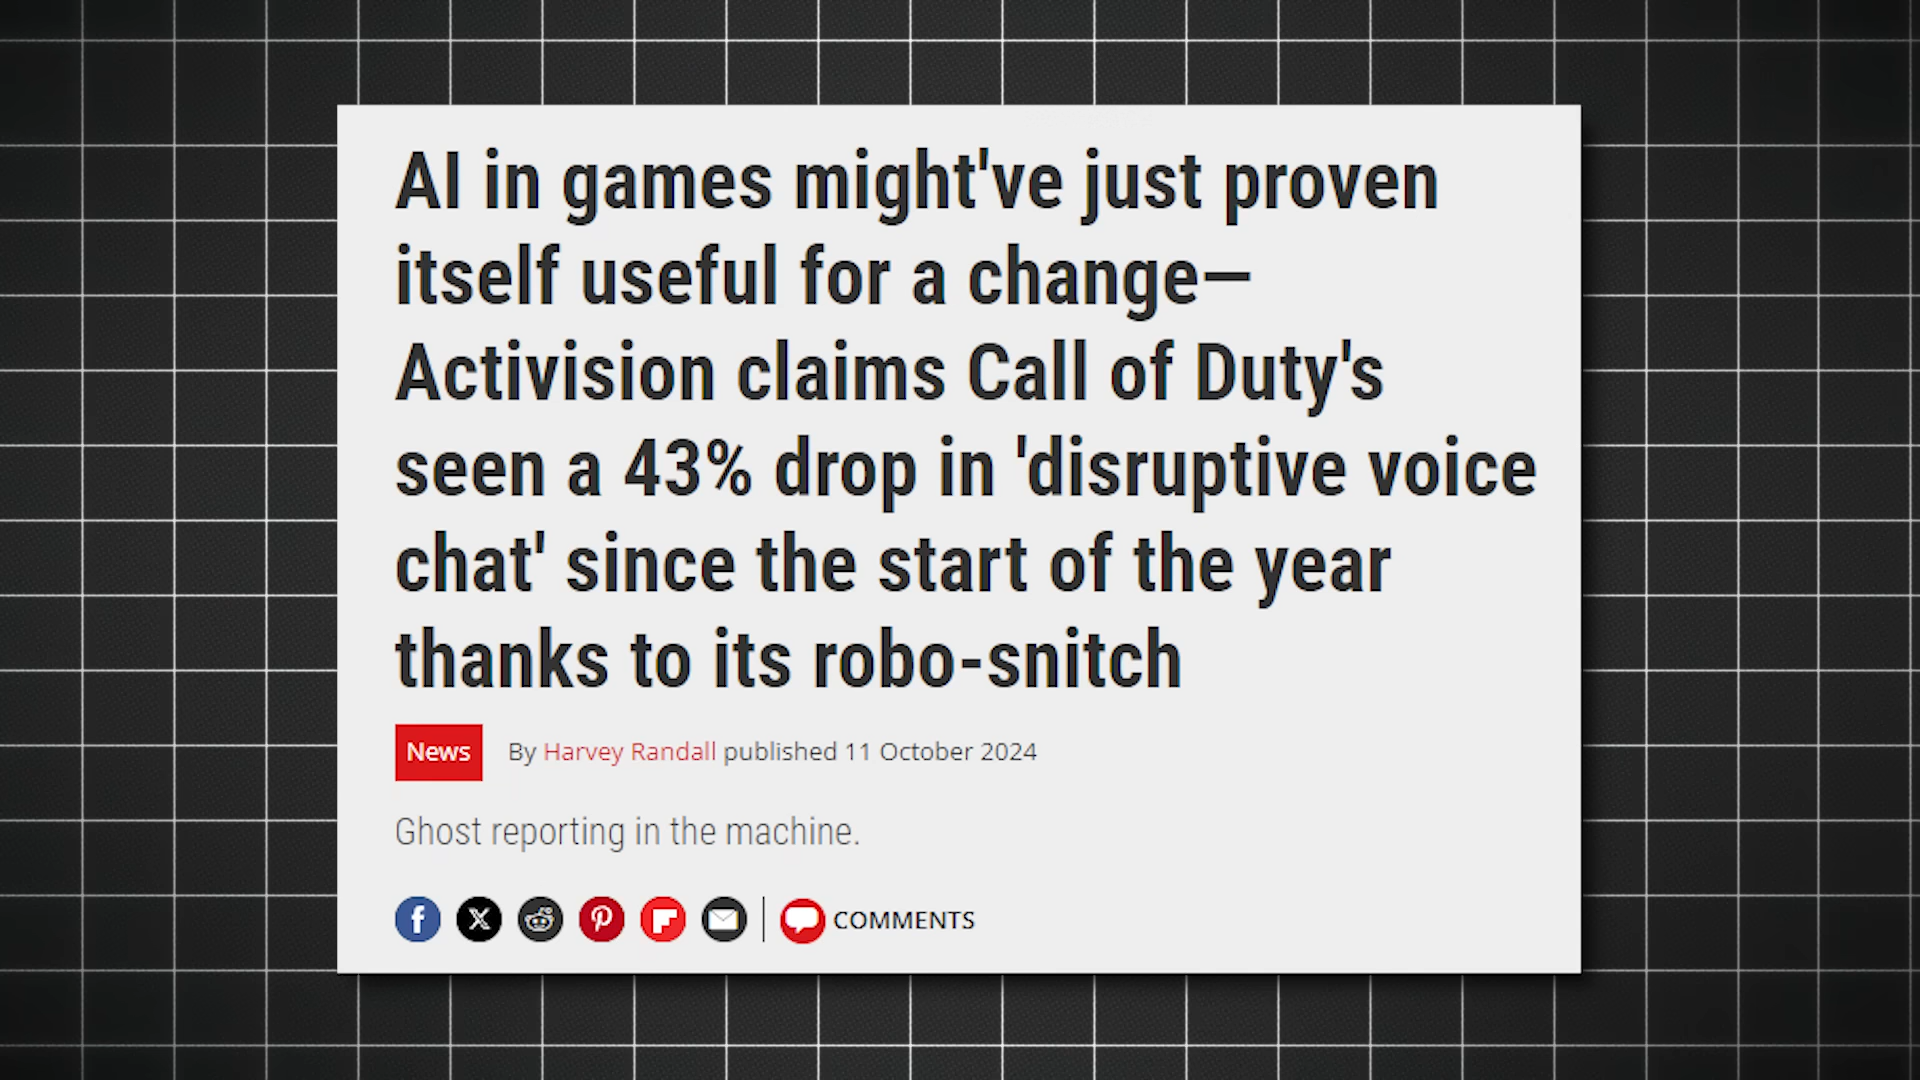 AI in games might've just proven
itself useful for a change—
Activision claims Call of Duty's
seen a 43% drop in 'disruptive voice
chat' since the start of the year
thanks to its robo-snitch
News By Harvey Randall published 11 October 2024
Ghost reporting in the machine.
COMMENTS